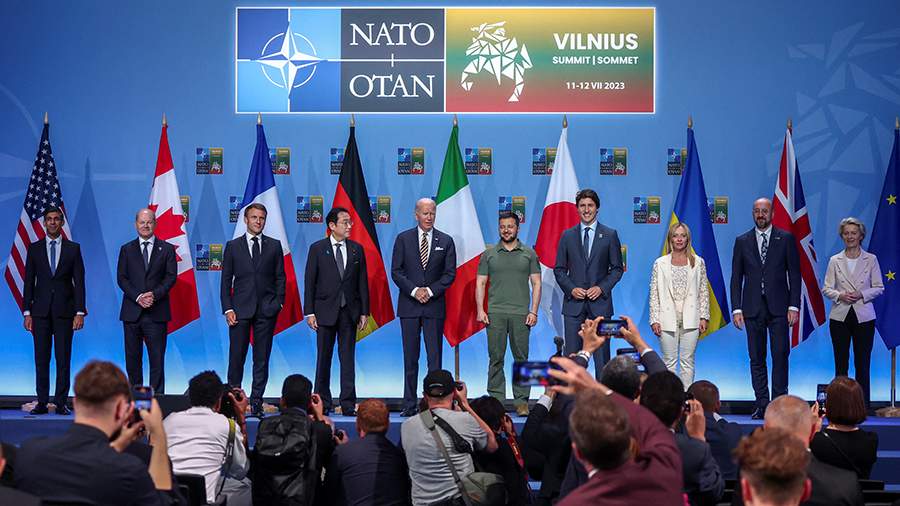 NATO
OTAN
VILNIUS
SUMMIT | SOMMET
11-12 VII 2023